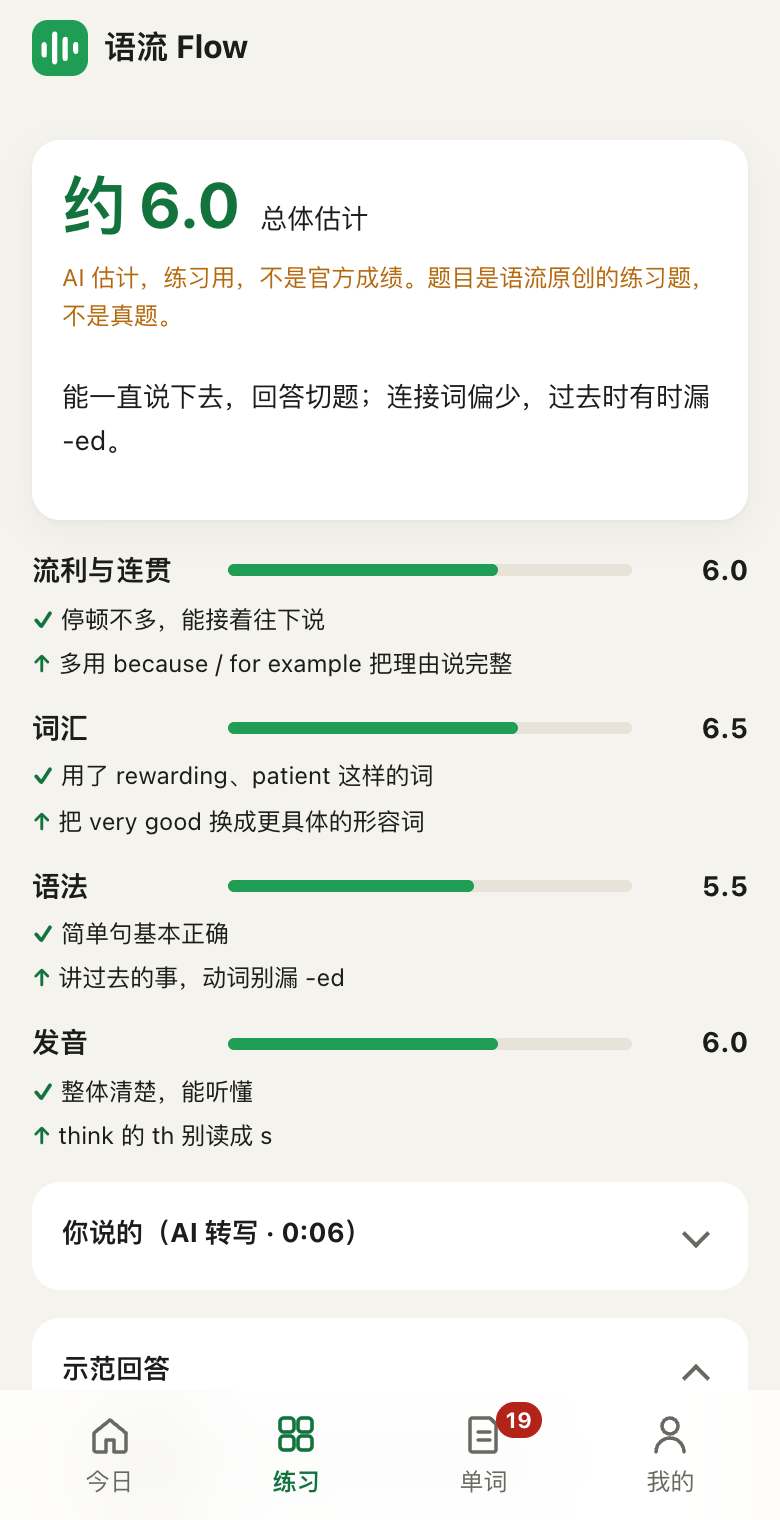 语流 Flow
约 6.0 总体估计
AI 估计，练习用，不是官方成绩。题目是语流原创的练习题，
不是真题。
能一直说下去，回答切题；连接词偏少，过去时有时漏
-ed。
流利与连贯 6.0
✓ 停顿不多，能接着往下说
↑ 多用 because / for example 把理由说完整
词汇 6.5
✓ 用了 rewarding、patient 这样的词
↑ 把 very good 换成更具体的形容词
语法 5.5
✓ 简单句基本正确
↑ 讲过去的事，动词别漏 -ed
发音 6.0
✓ 整体清楚，能听懂
↑ think 的 th 别读成 s
你说的（AI 转写 · 0:06）
示范回答
19
今日 练习 单词 我的